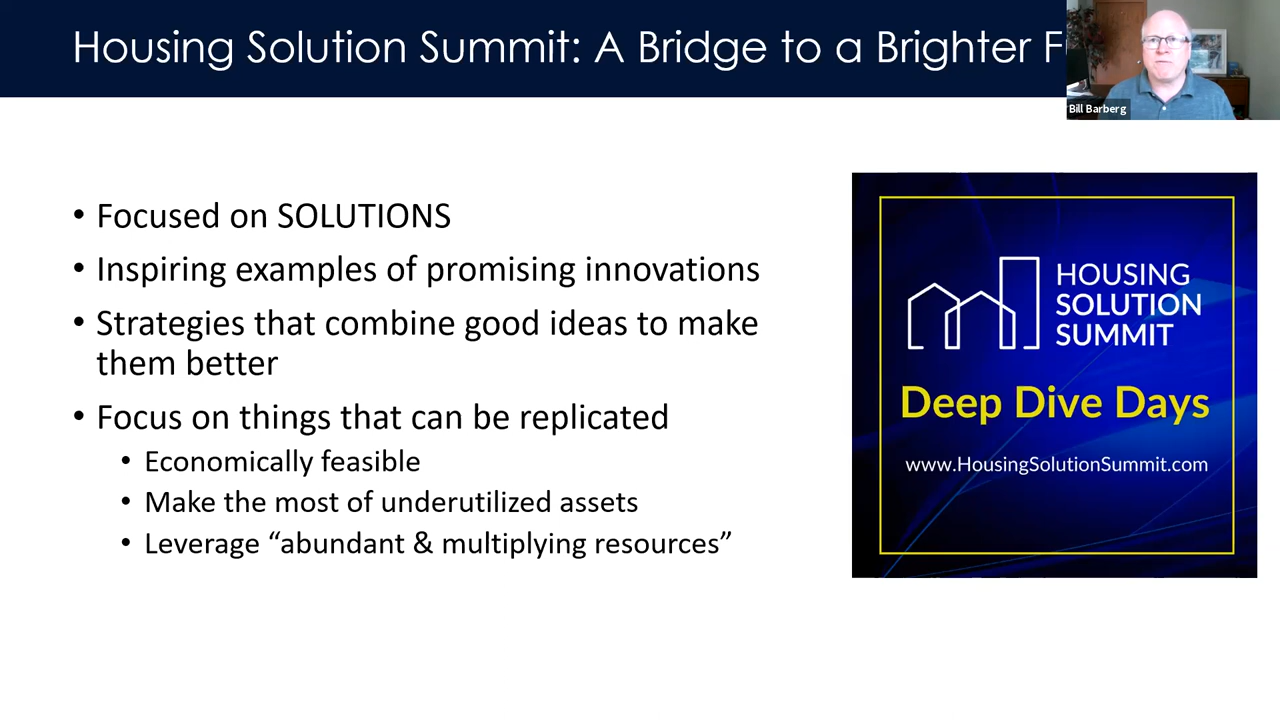 Housing Solution Summit: A Bridge to a Brighter F
Bill Barberg
• Focused on SOLUTIONS
• Inspiring examples of promising innovations
• Strategies that combine good ideas to make
them better
• Focus on things that can be replicated
• Economically feasible
• Make the most of underutilized assets
• Leverage “abundant & multiplying resources”
HOUSING
SOLUTION
SUMMIT
Deep Dive Days
www.HousingSolutionSummit.com